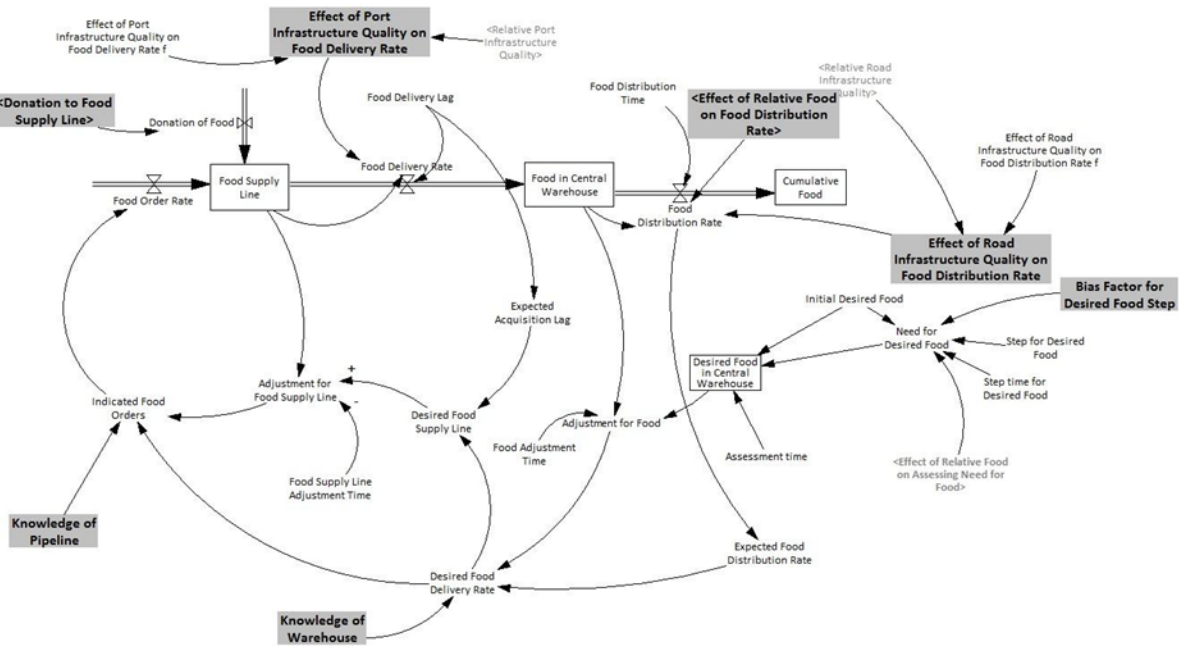 Effect of Port
Infrastructure Quality on
Food Delivery Rate f
Effect of Port
Infrastructure Quality on
Food Delivery Rate
<Relative Port
Inftrastructure
Quality>
<Donation to Food
Supply Line>
Donation of Food
Food Delivery Lag
Food Distribution
Time
<Relative Road
Inftrastructure
Quality>
<Effect of Relative Food
on Food Distribution
Rate>
Effect of Road
Infrastructure Quality on
Food Distribution Rate f
Food Supply
Line
Food Order Rate
Food Delivery Rate
Food in Central
Warehouse
Food
Distribution Rate
Cumulative
Food
Effect of Road
Infrastructure Quality on
Food Distribution Rate
Bias Factor for
Desired Food Step
Initial Desired Food
Need for
Desired Food
Step for Desired
Food
Step time for
Desired Food
Expected
Acquisition Lag
Desired Food
in Central
Warehouse
+
-
Adjustment for
Food Supply Line
Indicated Food
Orders
Desired Food
Supply Line
Adjustment for Food
Food Adjustment
Time
Assessment time
<Effect of Relative Food
on Assessing Need for
Food>
Food Supply Line
Adjustment Time
Knowledge of
Pipeline
Expected Food
Distribution Rate
Desired Food
Delivery Rate
Knowledge of
Warehouse